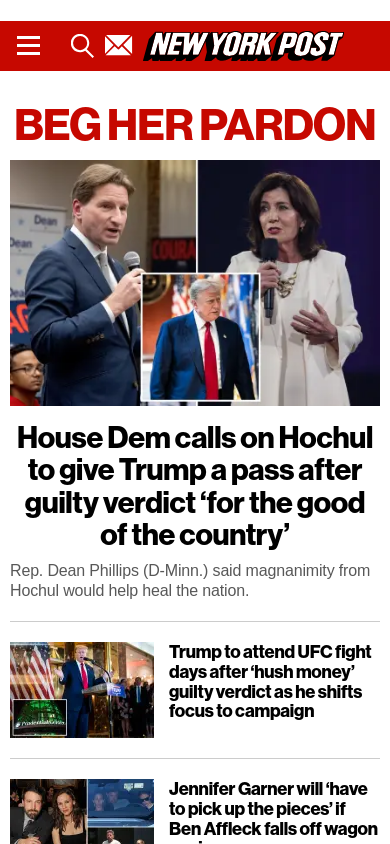 NEW YORK POST
BEG HER PARDON
Dean
Dean
COURA
House Dem calls on Hochul
to give Trump a pass after
guilty verdict ‘for the good
of the country’
Rep. Dean Phillips (D-Minn.) said magnanimity from
Hochul would help heal the nation.
Trump to attend UFC fight
days after ‘hush money’
guilty verdict as he shifts
focus to campaign
Prudential Center
Jennifer Garner will ‘have
to pick up the pieces’ if
Ben Affleck falls off wagon